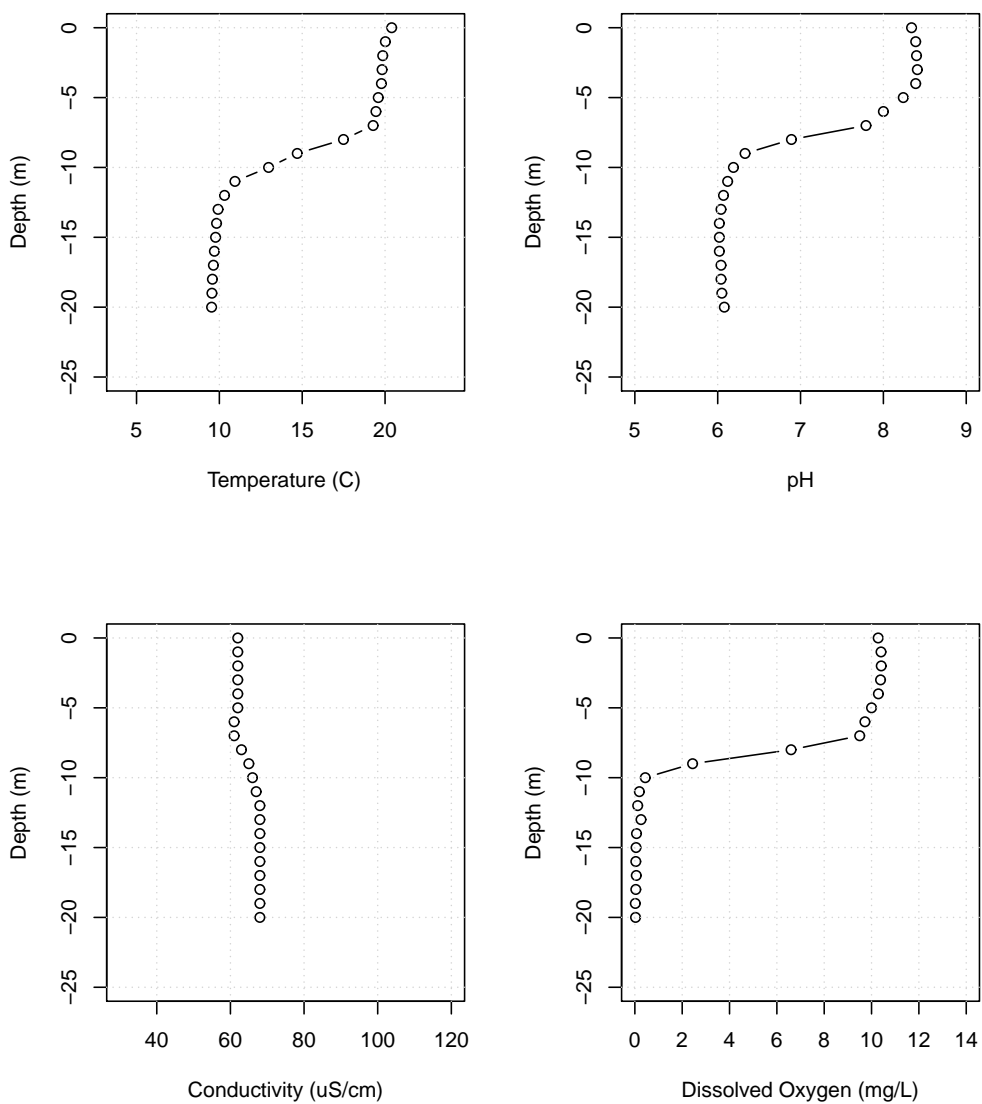 0
−5
−10
−15
−20
−25
Depth (m)
5 10 15 20
Temperature (C)
0
−5
−10
−15
−20
−25
Depth (m)
5 6 7 8 9
pH
0
−5
−10
−15
−20
−25
Depth (m)
40 60 80 100 120
Conductivity (uS/cm)
0
−5
−10
−15
−20
−25
Depth (m)
0 2 4 6 8 10 12 14
Dissolved Oxygen (mg/L)